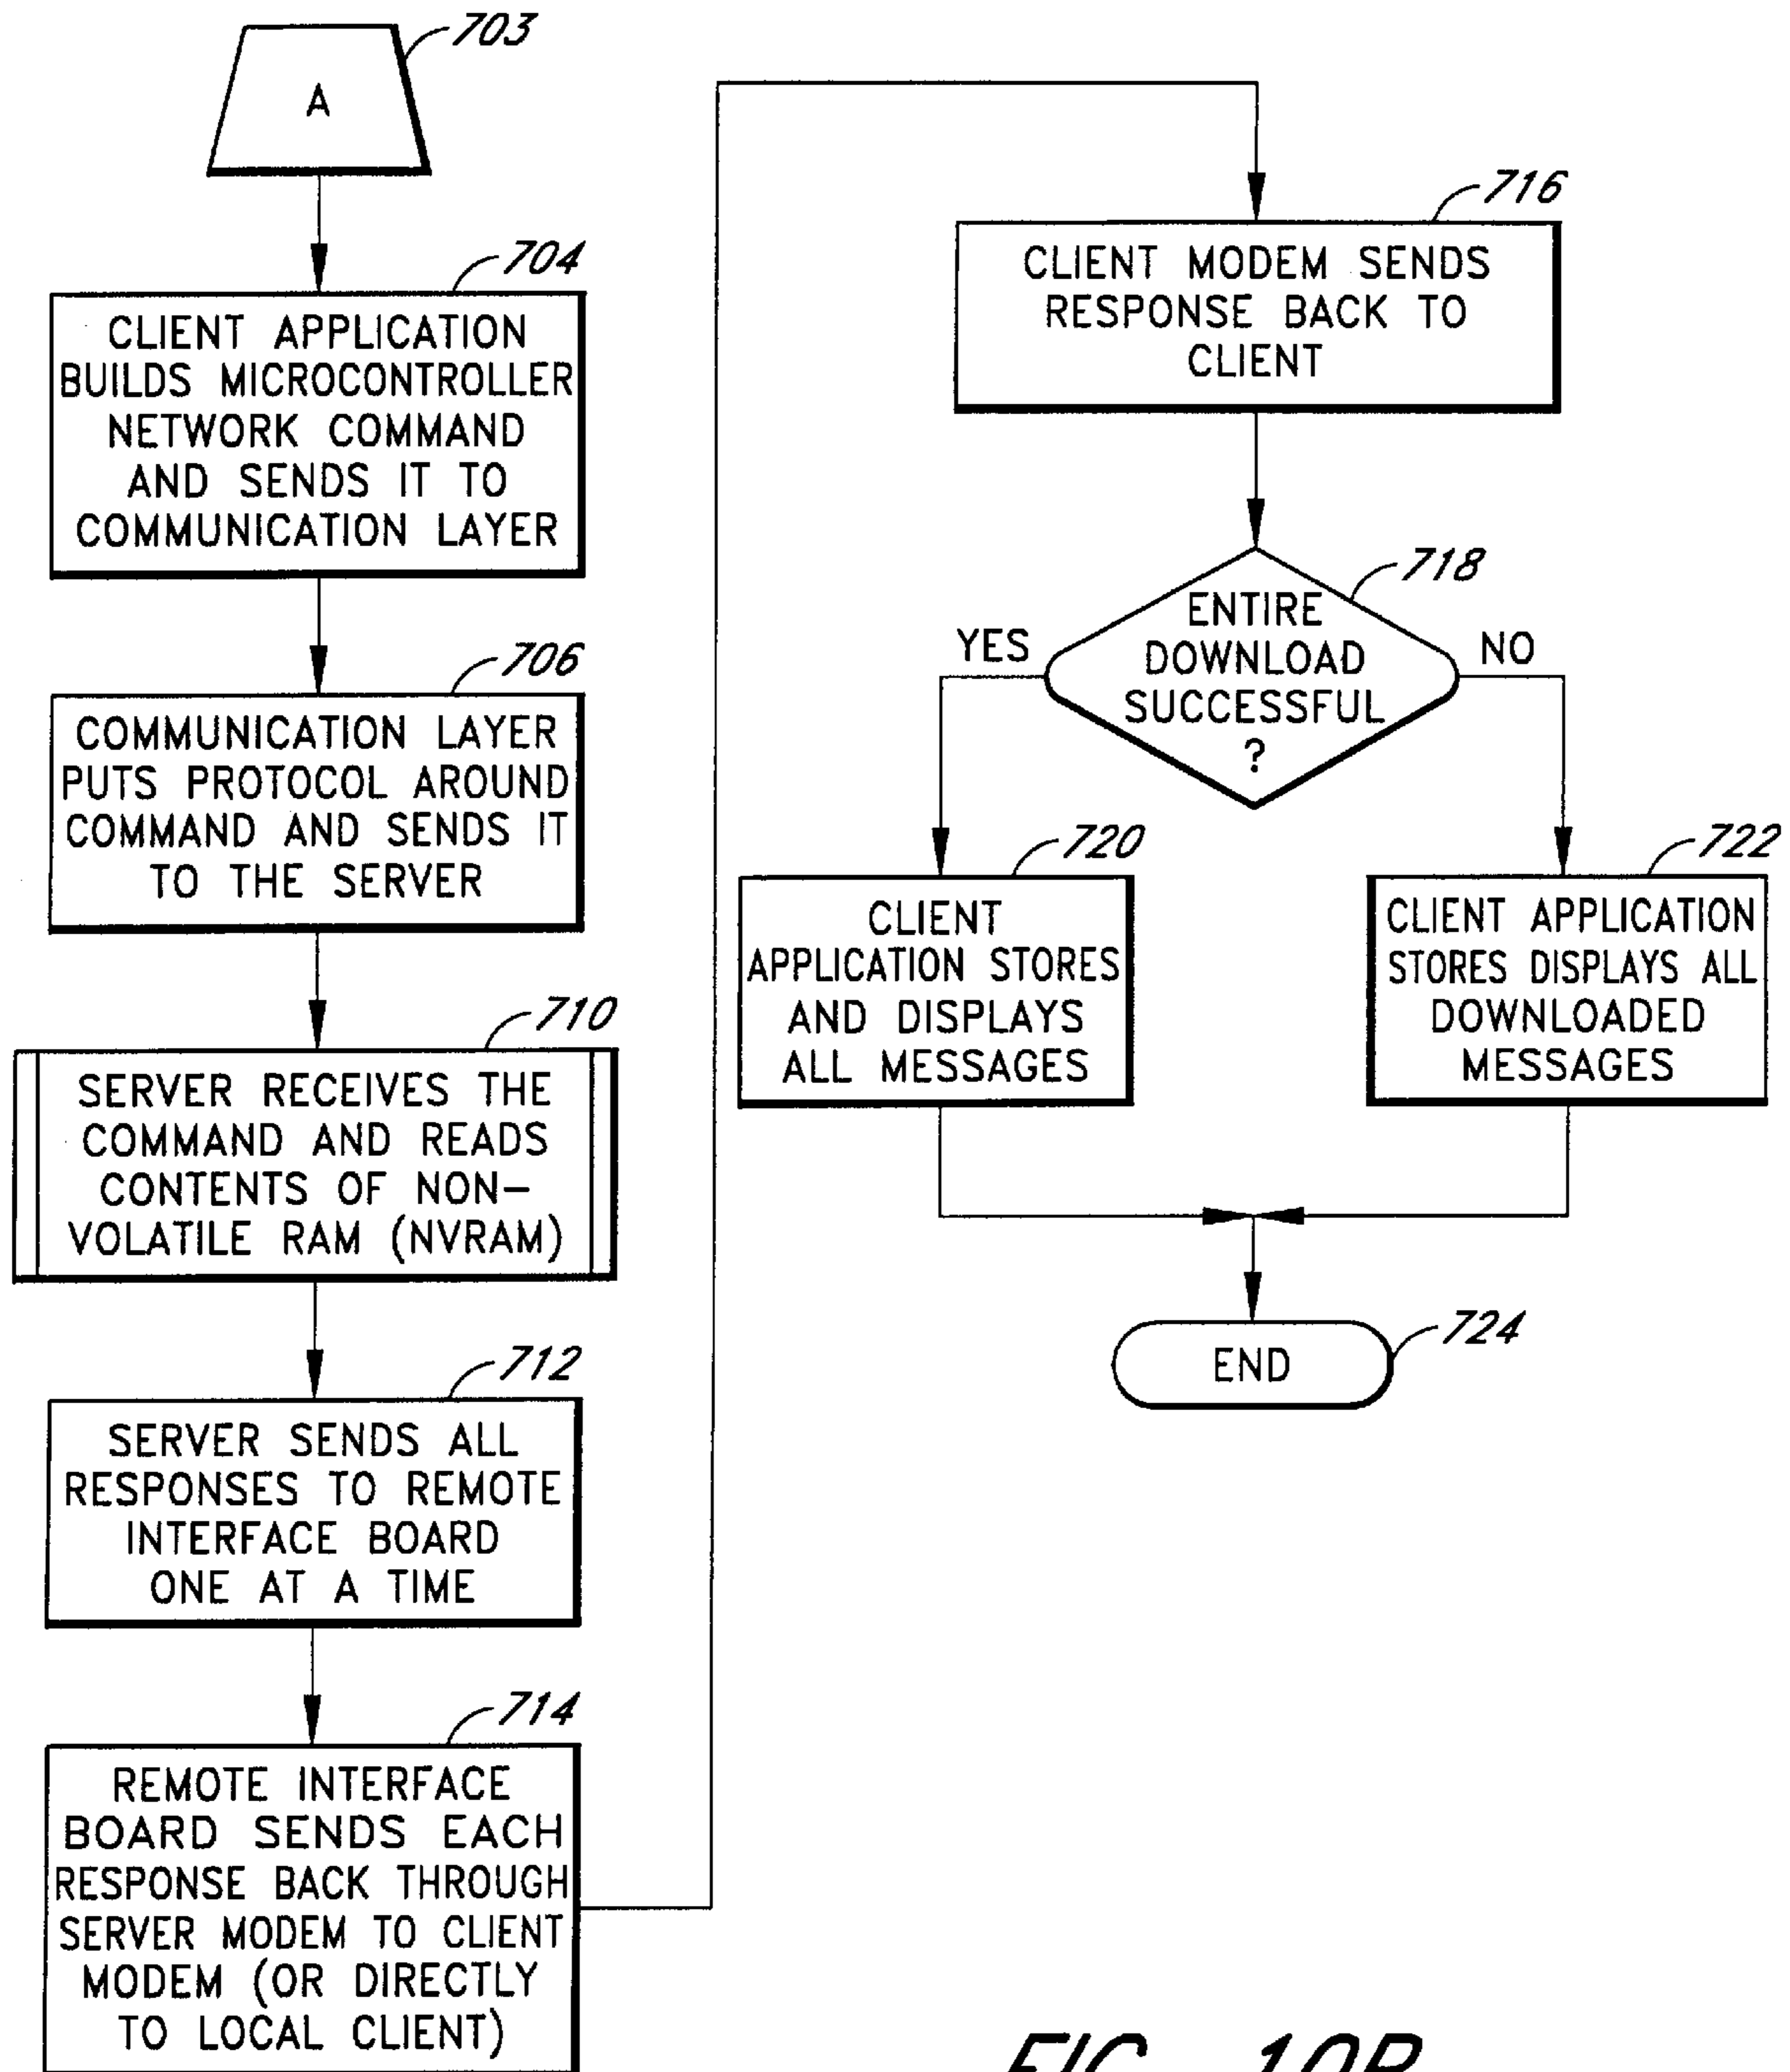 703
A
704
CLIENT APPLICATION
BUILDS MICROCONTROLLER
NETWORK COMMAND
AND SENDS IT TO
COMMUNICATION LAYER
706
COMMUNICATION LAYER
PUTS PROTOCOL AROUND
COMMAND AND SENDS IT
TO THE SERVER
710
SERVER RECEIVES THE
COMMAND AND READS
CONTENTS OF NON-
VOLATILE RAM (NVRAM)
712
SERVER SENDS ALL
RESPONSES TO REMOTE
INTERFACE BOARD
ONE AT A TIME
714
REMOTE INTERFACE
BOARD SENDS EACH
RESPONSE BACK THROUGH
SERVER MODEM TO CLIENT
MODEM (OR DIRECTLY
TO LOCAL CLIENT)
716
CLIENT MODEM SENDS
RESPONSE BACK TO
CLIENT
718
ENTIRE
DOWNLOAD
SUCCESSFUL
?
YES
NO
720
CLIENT
APPLICATION STORES
AND DISPLAYS
ALL MESSAGES
722
CLIENT APPLICATION
STORES DISPLAYS ALL
DOWNLOADED
MESSAGES
724
END
FIG. 10B